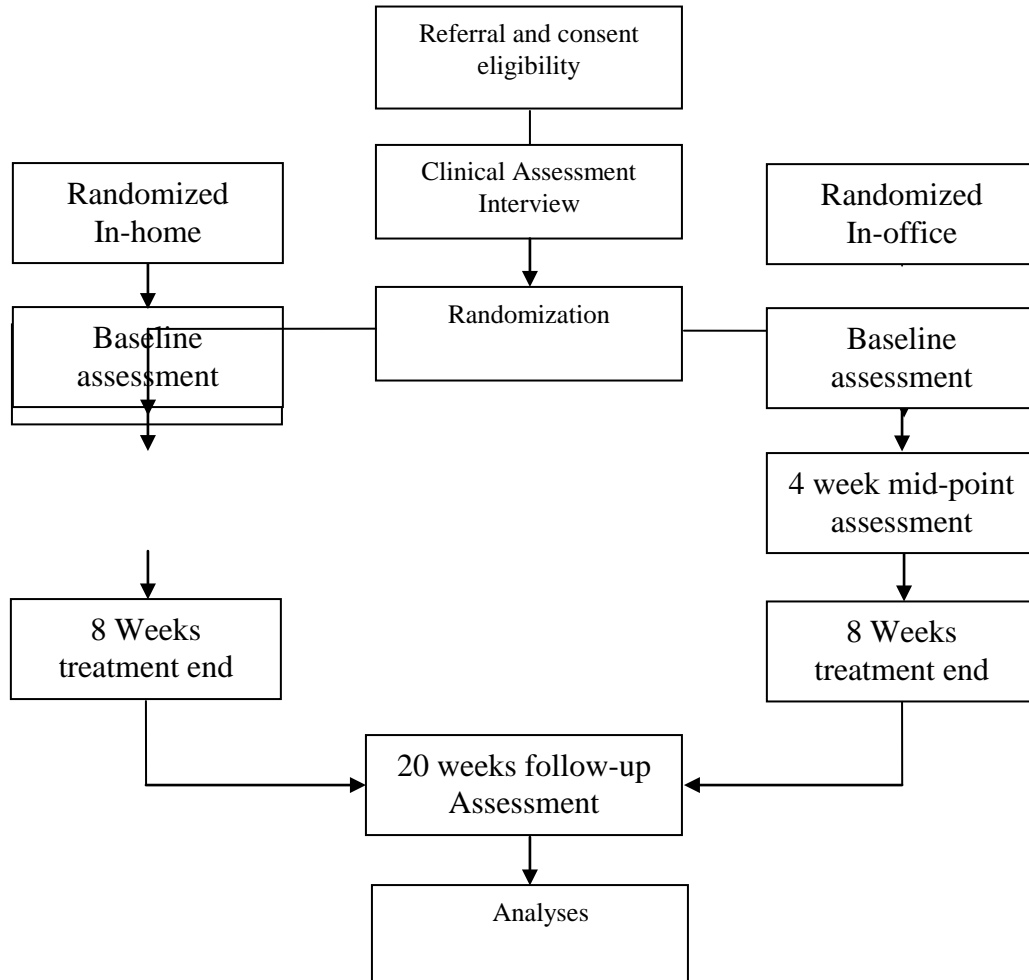 Referral and consent
eligibility
Clinical Assessment
Interview
Randomized
In-home
Randomized
In-office
Randomization
Baseline
assessment
Baseline
assessment
4 week mid-point
assessment
8 Weeks
treatment end
8 Weeks
treatment end
20 weeks follow-up
Assessment
Analyses